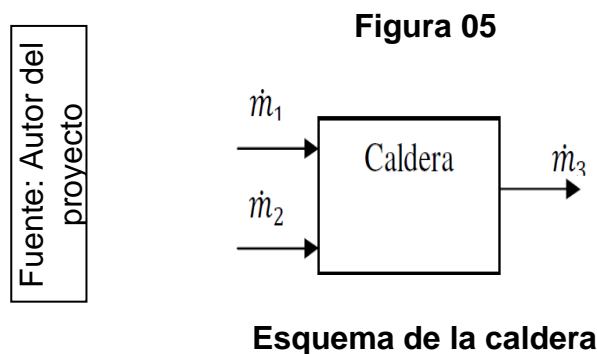 Figura 05
Fuente: Autor del
proyecto
ṁ₁
Caldera
ṁ₃
ṁ₂
Esquema de la caldera